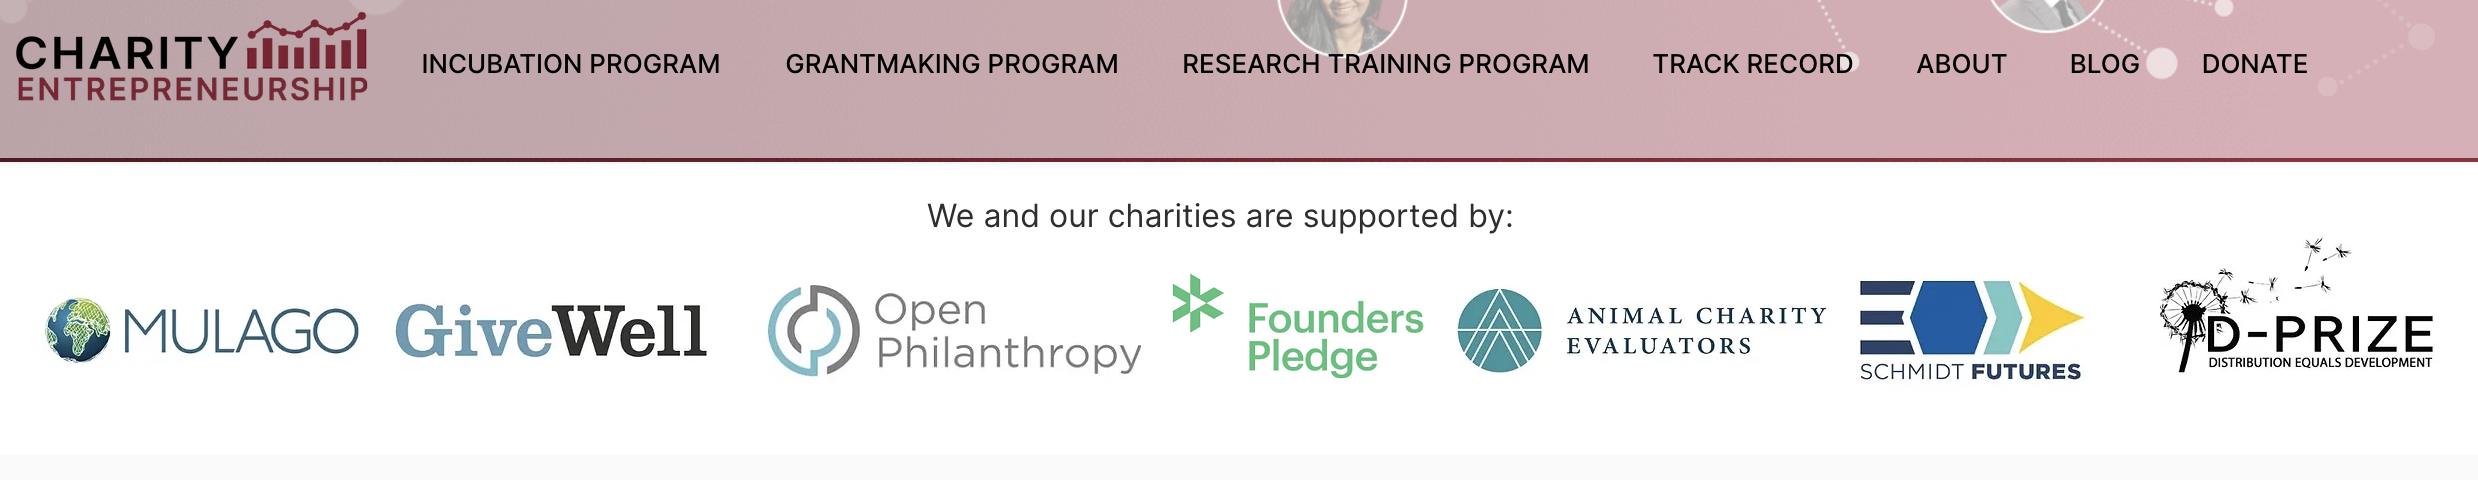 CHARITY
ENTREPRENEURSHIP
INCUBATION PROGRAM GRANTMAKING PROGRAM RESEARCH TRAINING PROGRAM TRACK RECORD ABOUT BLOG DONATE
We and our charities are supported by:
MULAGO
GiveWell
Open
Philanthropy
Founders
Pledge
ANIMAL CHARITY
EVALUATORS
SCHMIDT FUTURES
D-PRIZE
DISTRIBUTION EQUALS DEVELOPMENT